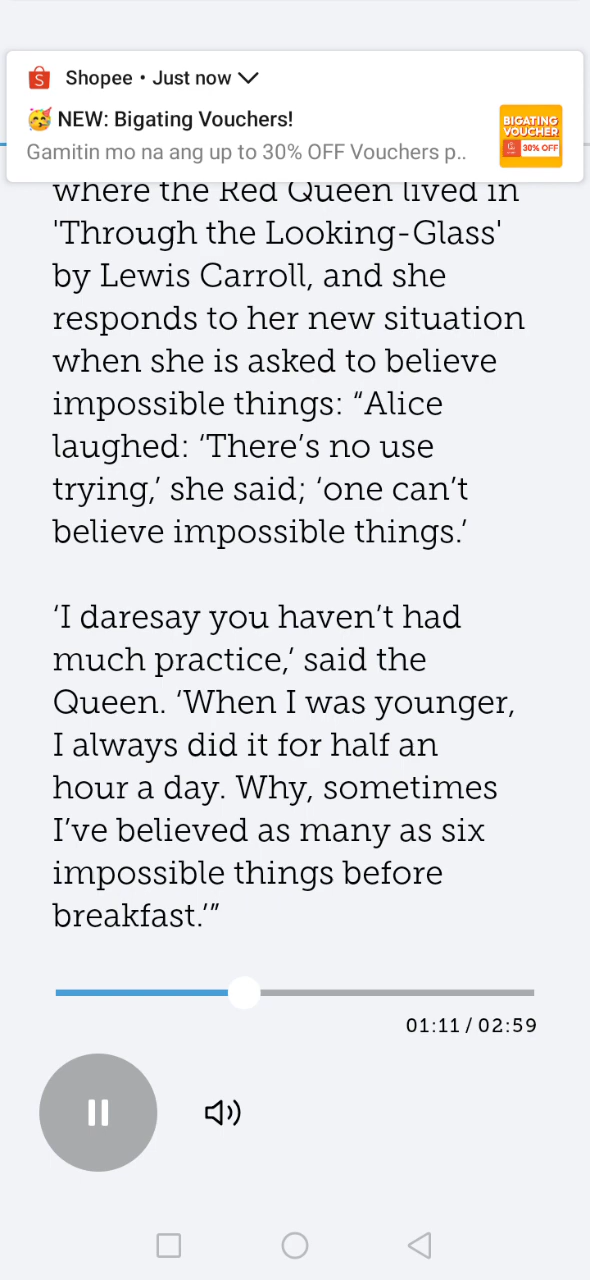 Shopee • Just now
🥳 NEW: Bigating Vouchers!
Gamitin mo na ang up to 30% OFF Vouchers p..
BIGATING
VOUCHER
30% OFF
where the Red Queen lived in
'Through the Looking-Glass'
by Lewis Carroll, and she
responds to her new situation
when she is asked to believe
impossible things: “Alice
laughed: ‘There’s no use
trying,’ she said; ‘one can’t
believe impossible things.’
‘I daresay you haven’t had
much practice,’ said the
Queen. ‘When I was younger,
I always did it for half an
hour a day. Why, sometimes
I’ve believed as many as six
impossible things before
breakfast.’”
01:11 / 02:59